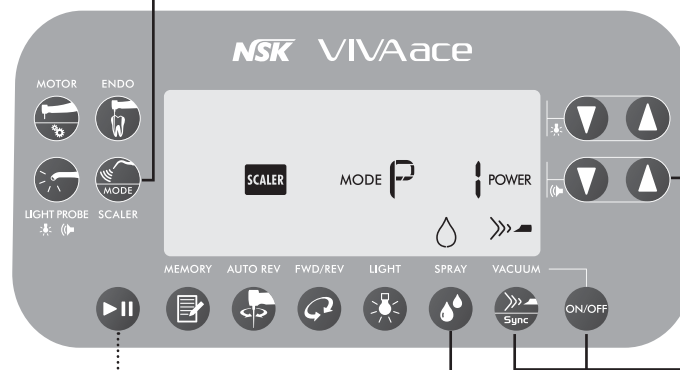 NSK VIVAace
MOTOR ENDO
MODE
LIGHT PROBE SCALER
SCALER MODE P 1 POWER
MEMORY AUTO REV FWD/REV LIGHT SPRAY VACUUM
Sync ON/OFF